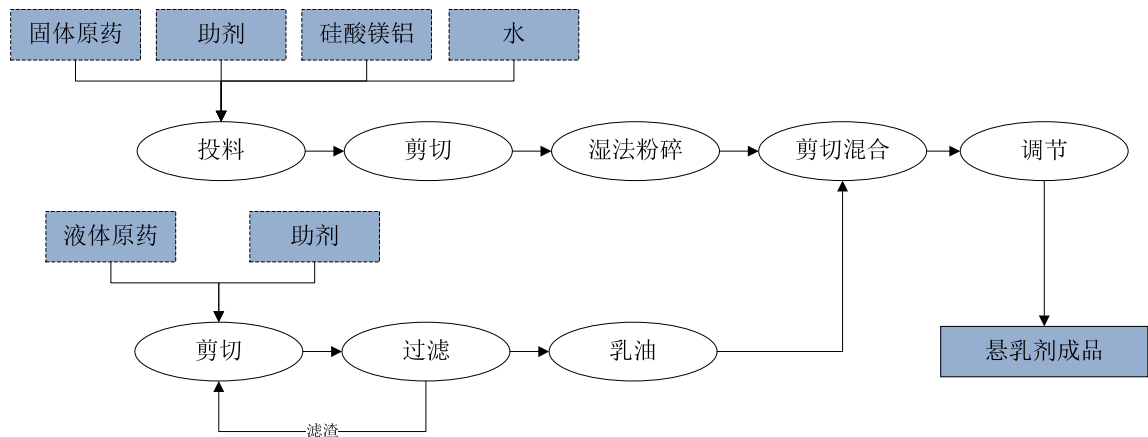 固体原药
助剂
硅酸镁铝
水
投料
剪切
湿法粉碎
剪切混合
调节
液体原药
助剂
剪切
过滤
乳油
悬乳剂成品
滤渣